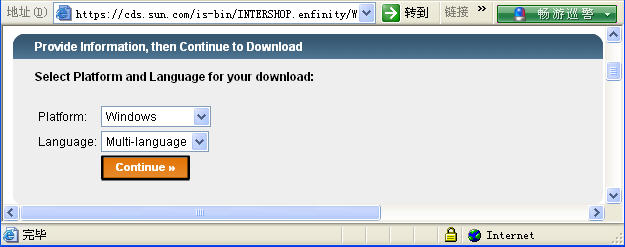 地址(D) https://cds.sun.com/is-bin/INTERSHOP.enfinity/W 转到 链接 » 畅游巡警
Provide Information, then Continue to Download
Select Platform and Language for your download:
Platform: Windows
Language: Multi-language
Continue »
完毕 Internet